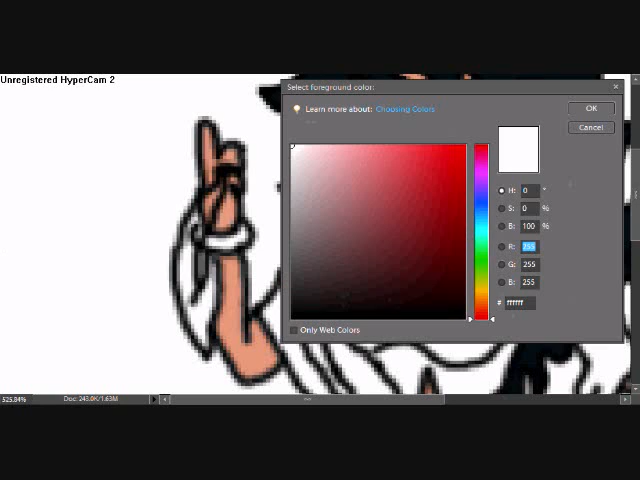 Unregistered HyperCam 2
Select foreground color:
Learn more about: Choosing Colors
OK
Cancel
H: 0 °
S: 0 %
B: 100 %
R: 255
G: 255
B: 255
# ffffff
Only Web Colors
525.84%
Doc: 243.0K/1.63M